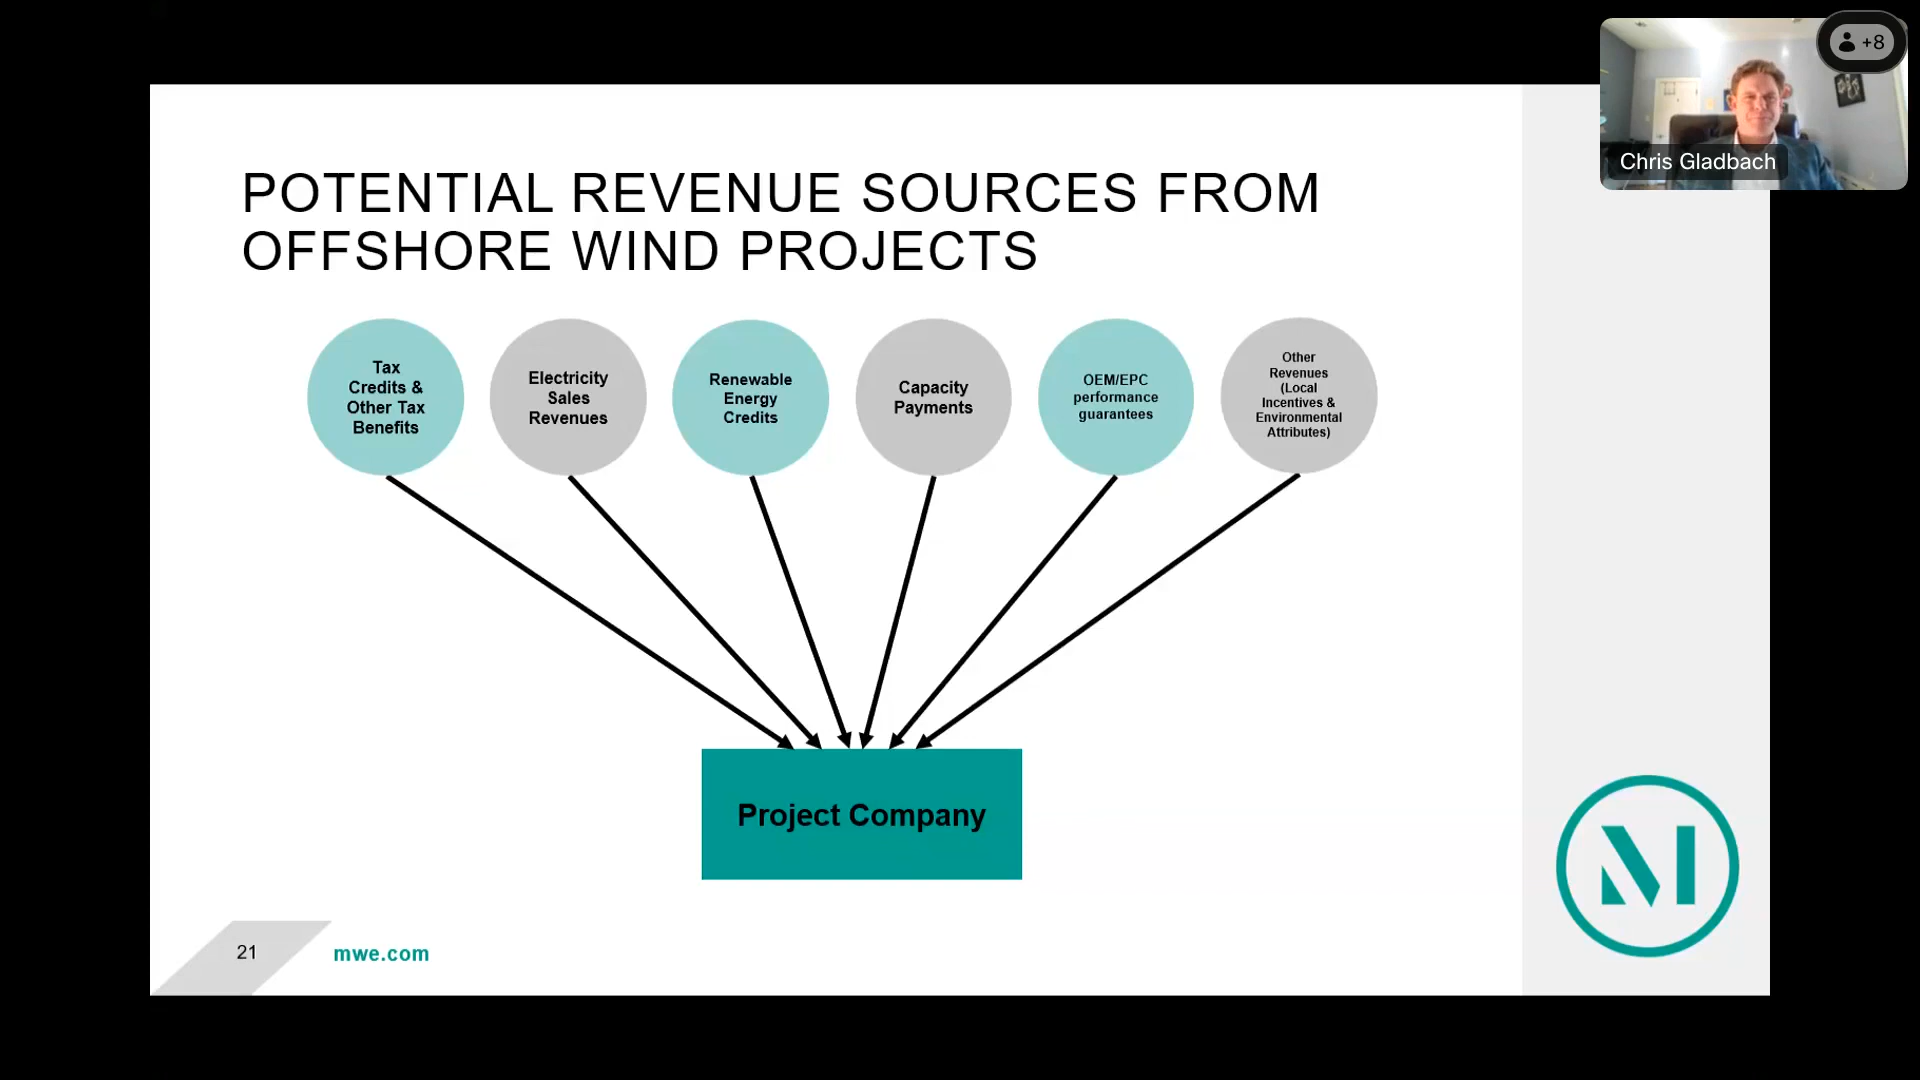 +8
Chris Gladbach
POTENTIAL REVENUE SOURCES FROM
OFFSHORE WIND PROJECTS
Tax
Credits &
Other Tax
Benefits
Electricity
Sales
Revenues
Renewable
Energy
Credits
Capacity
Payments
OEM/EPC
performance
guarantees
Other
Revenues
(Local
Incentives &
Environmental
Attributes)
Project Company
M
21
mwe.com